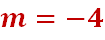 m = −4